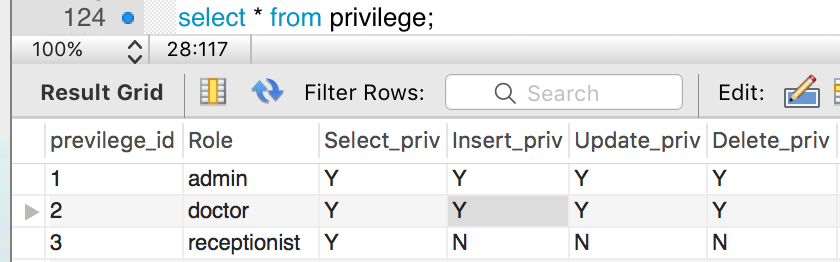 124 select * from privilege;
100% 28:117
Result Grid Filter Rows: Search Edit:
previlege_id Role Select_priv Insert_priv Update_priv Delete_priv
1 admin Y Y Y Y
2 doctor Y Y Y Y
3 receptionist Y N N N